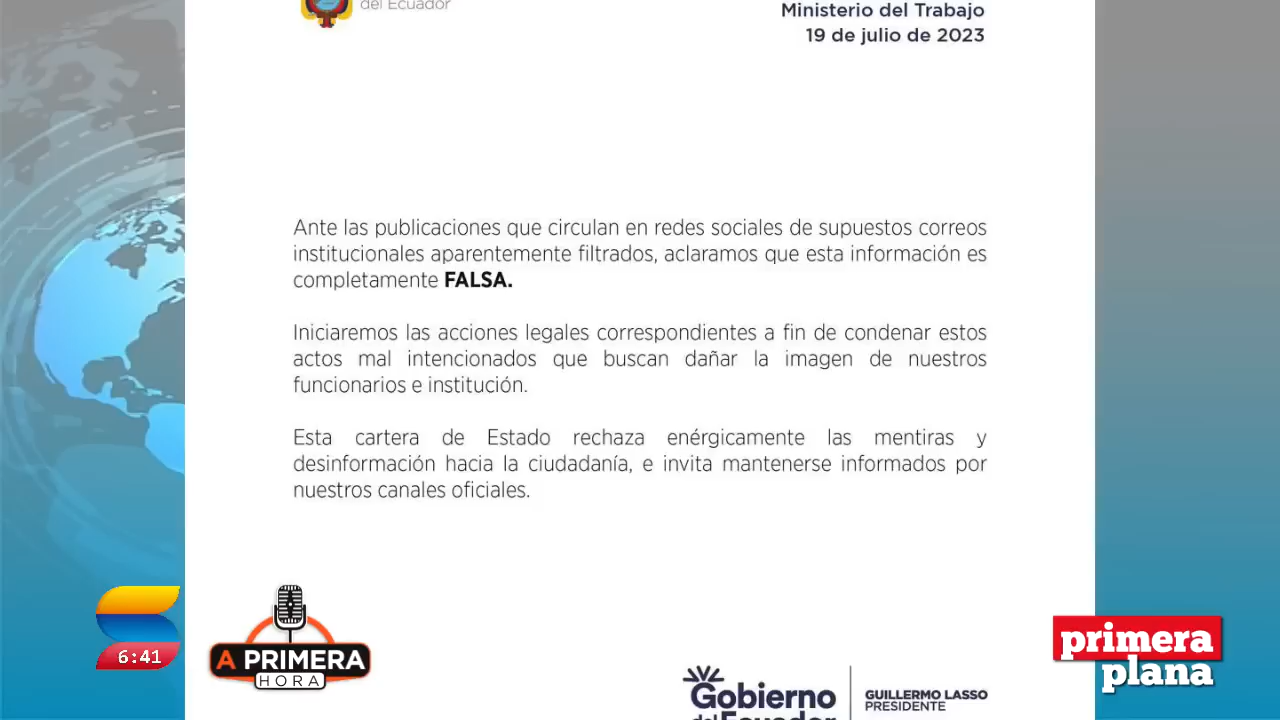 del Ecuador
Ministerio del Trabajo
19 de julio de 2023
Ante las publicaciones que circulan en redes sociales de supuestos correos
institucionales aparentemente filtrados, aclaramos que esta información es
completamente FALSA.
Iniciaremos las acciones legales correspondientes a fin de condenar estos
actos mal intencionados que buscan dañar la imagen de nuestros
funcionarios e institución.
Esta cartera de Estado rechaza enérgicamente las mentiras y
desinformación hacia la ciudadanía, e invita mantenerse informados por
nuestros canales oficiales.
6:41
A PRIMERA
HORA
primera
plana
Gobierno
del Ecuador
GUILLERMO LASSO
PRESIDENTE